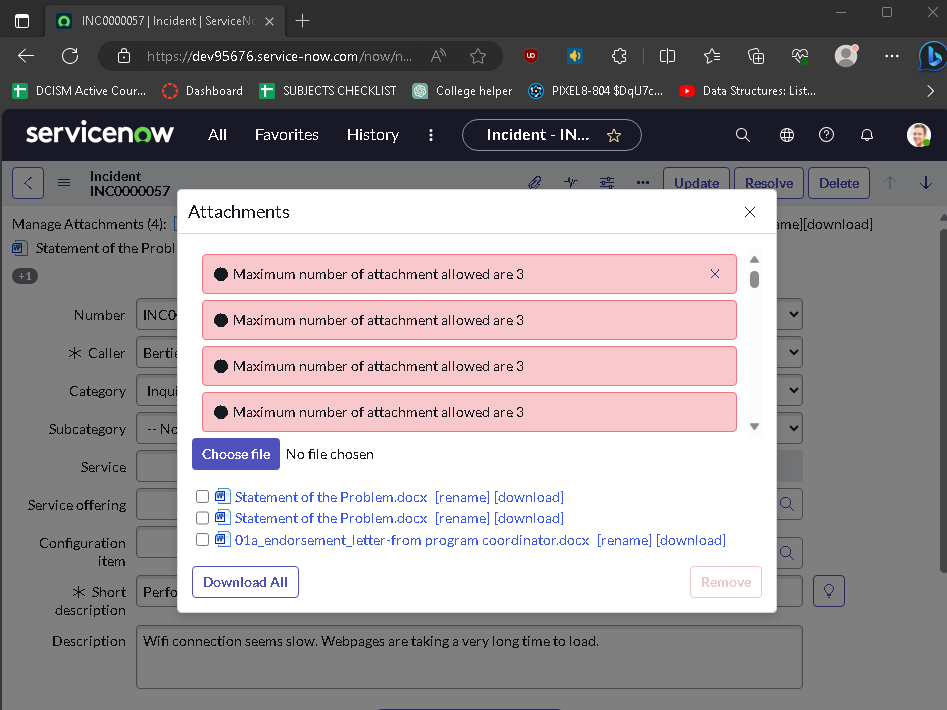 INC0000057 | Incident | ServiceNo
https://dev95676.service-now.com/now/n...
DCISM Active Cour...
Dashboard
SUBJECTS CHECKLIST
College helper
PIXEL8-804 $DqU7c...
Data Structures: List...
servicenow
All
Favorites
History
Incident - IN...
Incident
INC0000057
Update
Resolve
Delete
Manage Attachments (4):
[download]
Statement of the Probl
+1
Attachments
Maximum number of attachment allowed are 3
Maximum number of attachment allowed are 3
Maximum number of attachment allowed are 3
Maximum number of attachment allowed are 3
Choose file No file chosen
Statement of the Problem.docx [rename] [download]
Statement of the Problem.docx [rename] [download]
01a_endorsement_letter-from program coordinator.docx [rename] [download]
Download All
Remove
Number INC0
Caller Bertie
Category Inqui
Subcategory -- No
Service
Service offering
Configuration
item
Short
description
Perfo
Description Wifi connection seems slow. Webpages are taking a very long time to load.